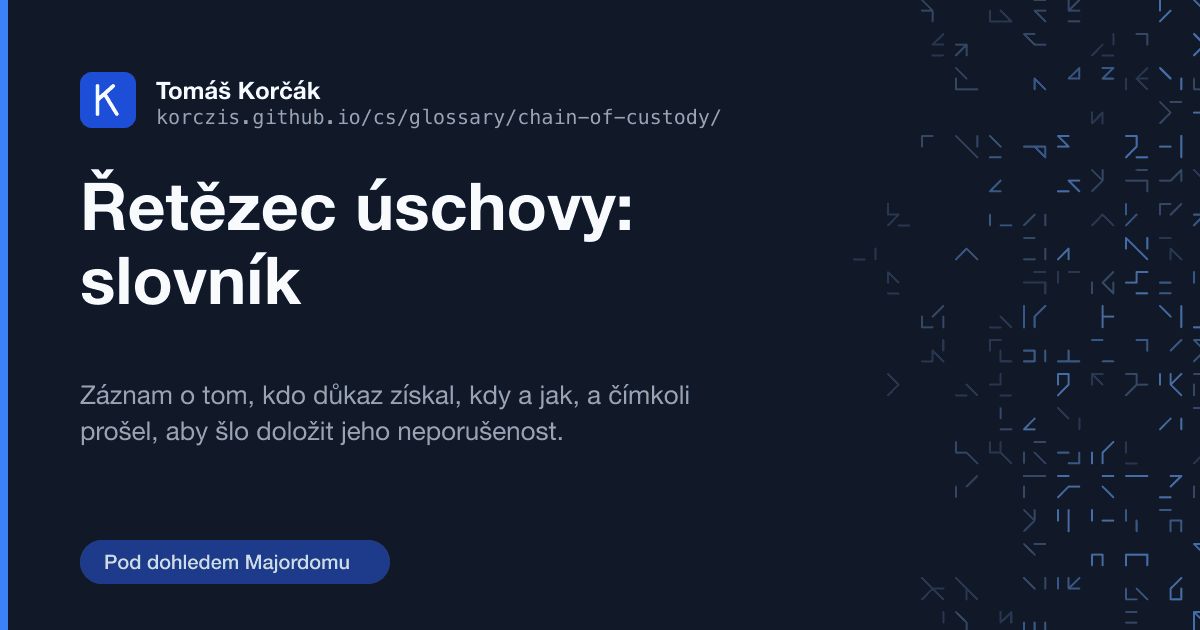 K
Tomáš Korčák
korczis.github.io/cs/glossary/chain-of-custody/
Řetězec úschovy:
slovník
Záznam o tom, kdo důkaz získal, kdy a jak, a čímkoli
prošel, aby šlo doložit jeho neporušenost.
Pod dohledem Majordomu